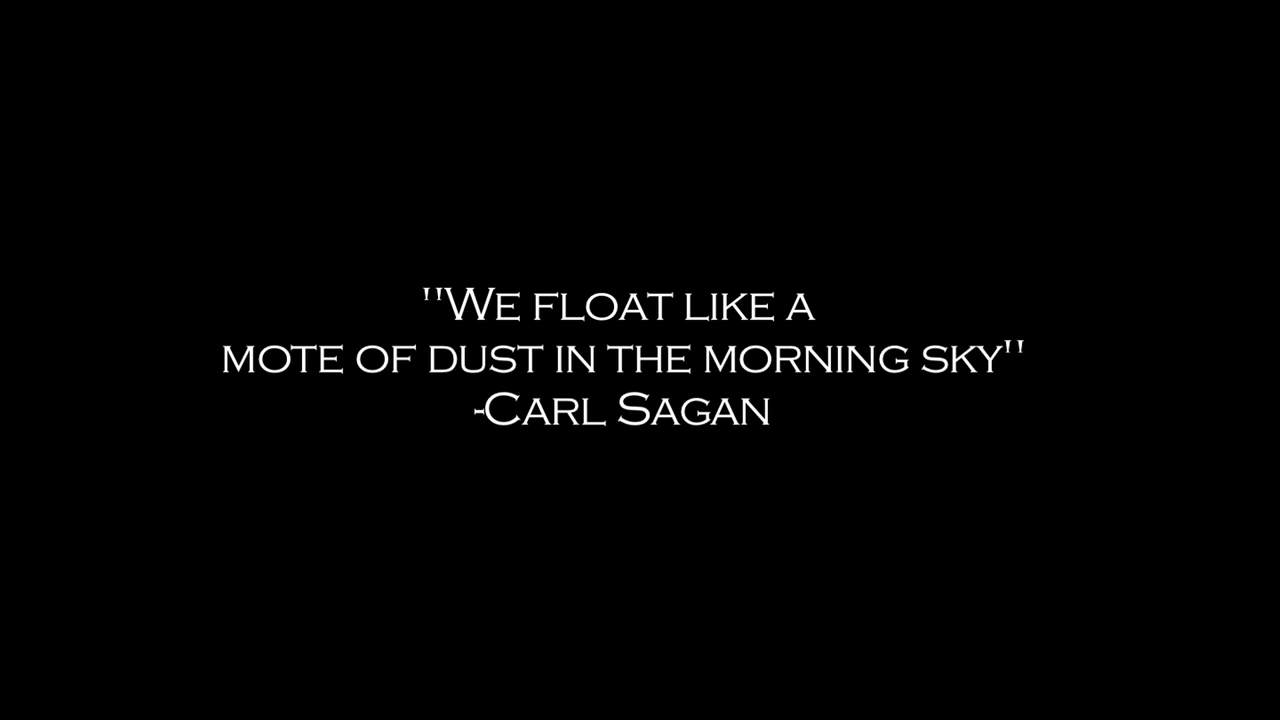 "We float like a
mote of dust in the morning sky"
-Carl Sagan